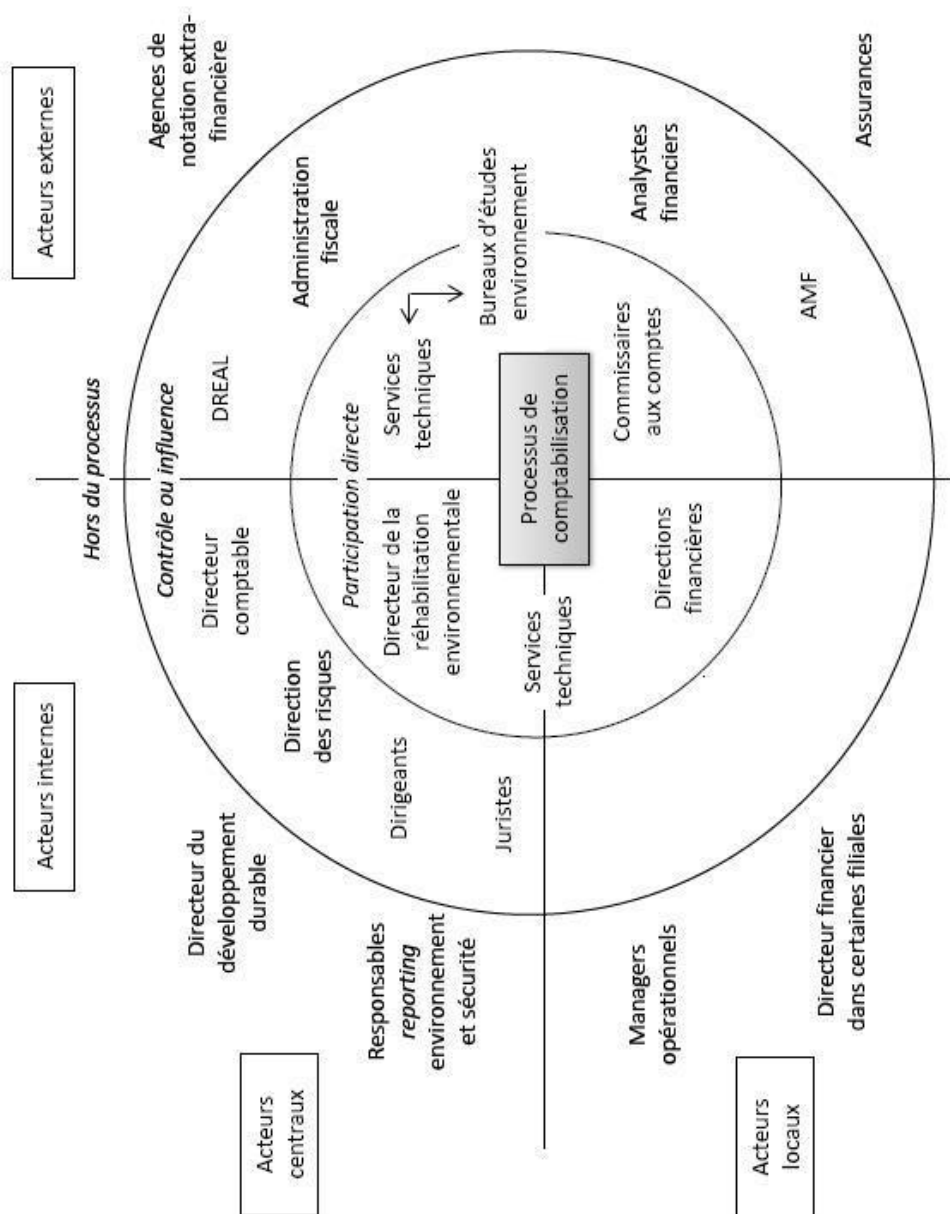 Acteurs internes
Acteurs externes
Hors du processus
Agences de
notation extra-
financière
Directeur du
développement
durable
Contrôle ou influence
Directeur
comptable
DREAL
Administration
fiscale
Direction
des risques
Acteurs
centraux
Participation directe
Responsables
reporting
environnement
et sécurité
Dirigeants
Directeur de la
réhabilitation
environnementale
Services
techniques
Juristes
Bureaux d’études
environnement
Processus de
comptabilisation
Services
techniques
Managers
opérationnels
Directions
financières
Commissaires
aux comptes
Analystes
financiers
Acteurs
locaux
AMF
Directeur financier
dans certaines filiales
Assurances